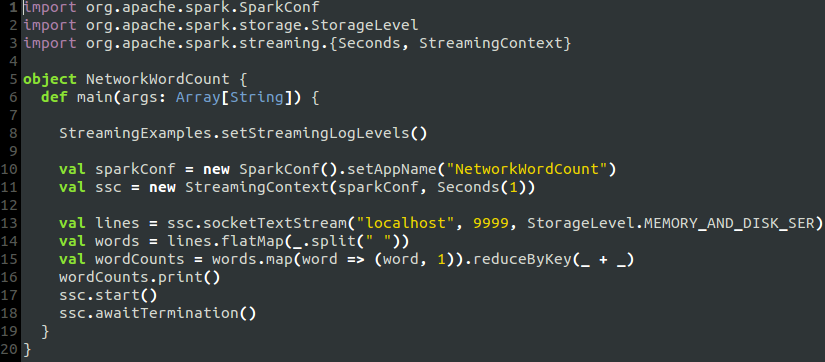 1 import org.apache.spark.SparkConf
2 import org.apache.spark.storage.StorageLevel
3 import org.apache.spark.streaming.{Seconds, StreamingContext}
4
5 object NetworkWordCount {
6   def main(args: Array[String]) {
7
8     StreamingExamples.setStreamingLogLevels()
9
10     val sparkConf = new SparkConf().setAppName("NetworkWordCount")
11     val ssc = new StreamingContext(sparkConf, Seconds(1))
12
13     val lines = ssc.socketTextStream("localhost", 9999, StorageLevel.MEMORY_AND_DISK_SER)
14     val words = lines.flatMap(_.split(" "))
15     val wordCounts = words.map(word => (word, 1)).reduceByKey(_ + _)
16     wordCounts.print()
17     ssc.start()
18     ssc.awaitTermination()
19   }
20 }